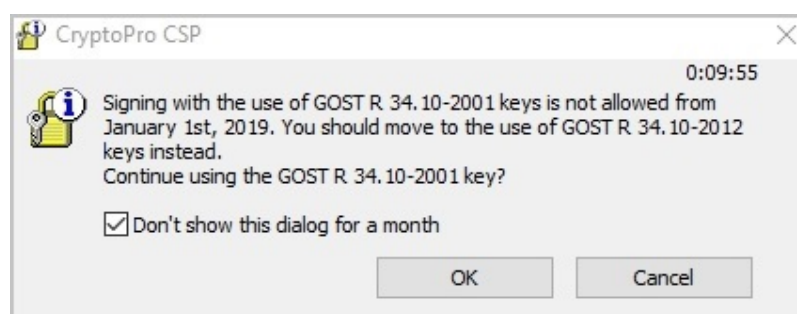 CryptoPro CSP
0:09:55
Signing with the use of GOST R 34.10-2001 keys is not allowed from
January 1st, 2019. You should move to the use of GOST R 34.10-2012
keys instead.
Continue using the GOST R 34.10-2001 key?
Don't show this dialog for a month
OK
Cancel